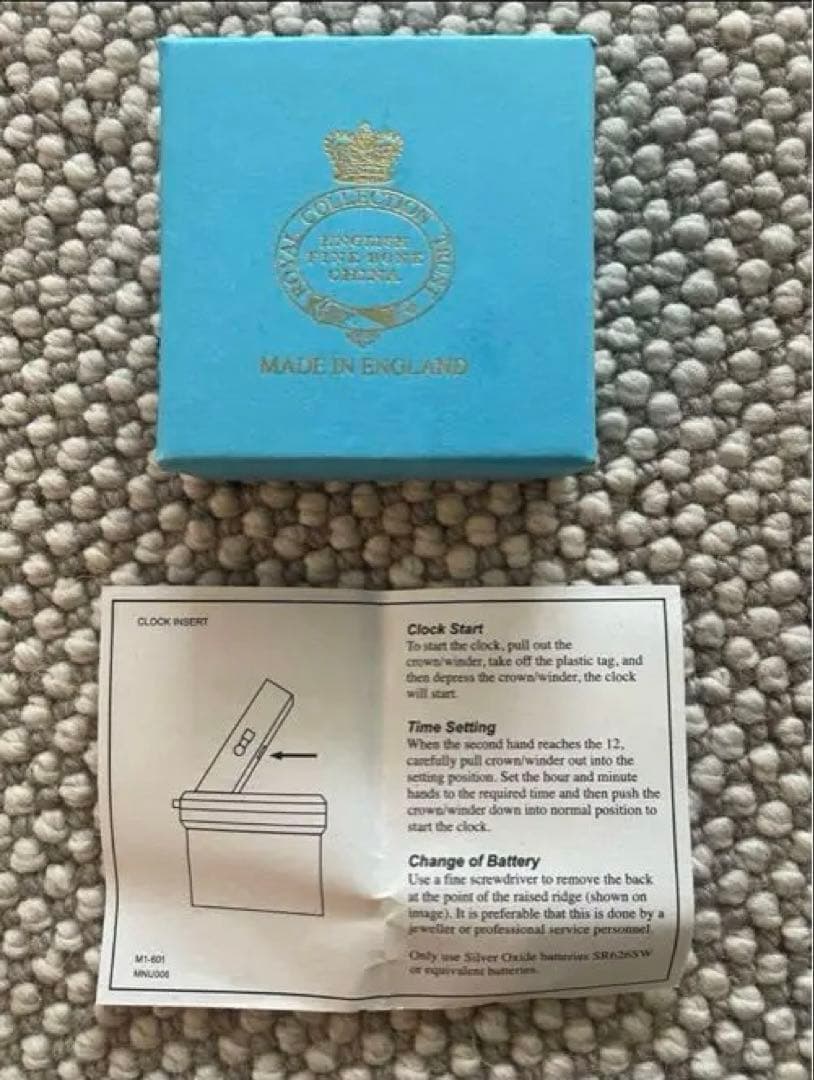 ROYAL COLLECTION TRUST
ENGLISH
FINE BONE
CHINA
MADE IN ENGLAND
CLOCK INSERT
M1-601
MNU006
Clock Start
To start the clock, pull out the
crown/winder, take off the plastic tag, and
then depress the crown/winder, the clock
will start.
Time Setting
When the second hand reaches the 12,
carefully pull crown/winder out into the
setting position. Set the hour and minute
hands to the required time and then push the
crown/winder down into normal position to
start the clock.
Change of Battery
Use a fine screwdriver to remove the back
at the point of the raised ridge (shown on
image). It is preferable that this is done by a
jeweller or professional service personnel.
Only use Silver Oxide batteries SR626SW
or equivalent batteries.